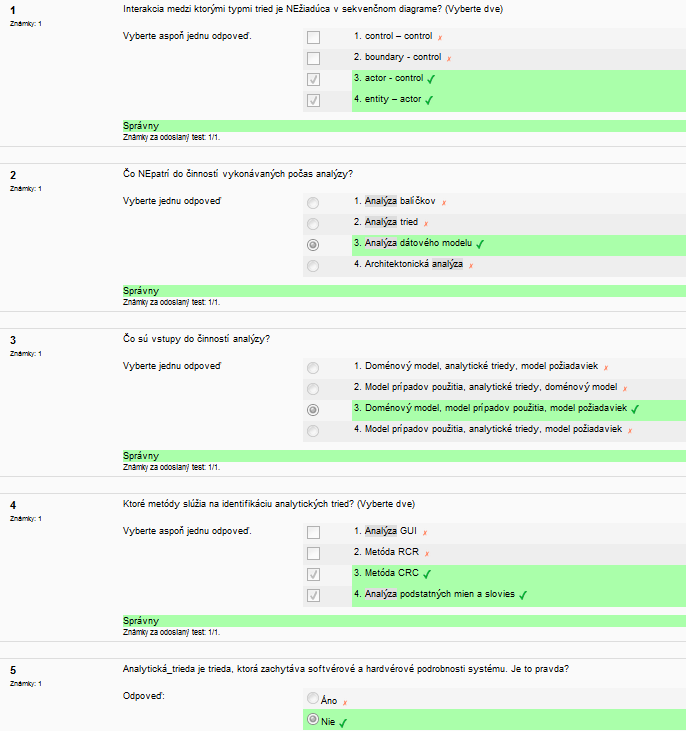 1
Známky: 1
Interakcia medzi ktorými typmi tried je NEžiadúca v sekvenčnom diagrame? (Vyberte dve)
Vyberte aspoň jednu odpoveď.
1. control – control
2. boundary - control
3. actor - control
4. entity – actor
Správny
Známky za odoslaný test: 1/1.
2
Známky: 1
Čo NEpatrí do činností vykonávaných počas analýzy?
Vyberte jednu odpoveď
1. Analýza balíčkov
2. Analýza tried
3. Analýza dátového modelu
4. Architektonická analýza
Správny
Známky za odoslaný test: 1/1.
3
Známky: 1
Čo sú vstupy do činností analýzy?
Vyberte jednu odpoveď
1. Doménový model, analytické triedy, model požiadaviek
2. Model prípadov použitia, analytické triedy, doménový model
3. Doménový model, model prípadov použitia, model požiadaviek
4. Model prípadov použitia, analytické triedy, model požiadaviek
Správny
Známky za odoslaný test: 1/1.
4
Známky: 1
Ktoré metódy slúžia na identifikáciu analytických tried? (Vyberte dve)
Vyberte aspoň jednu odpoveď.
1. Analýza GUI
2. Metóda RCR
3. Metóda CRC
4. Analýza podstatných mien a slovies
Správny
Známky za odoslaný test: 1/1.
5
Známky: 1
Analytická_trieda je trieda, ktorá zachytáva softvérové a hardvérové podrobnosti systému. Je to pravda?
Odpoveď:
Áno
Nie